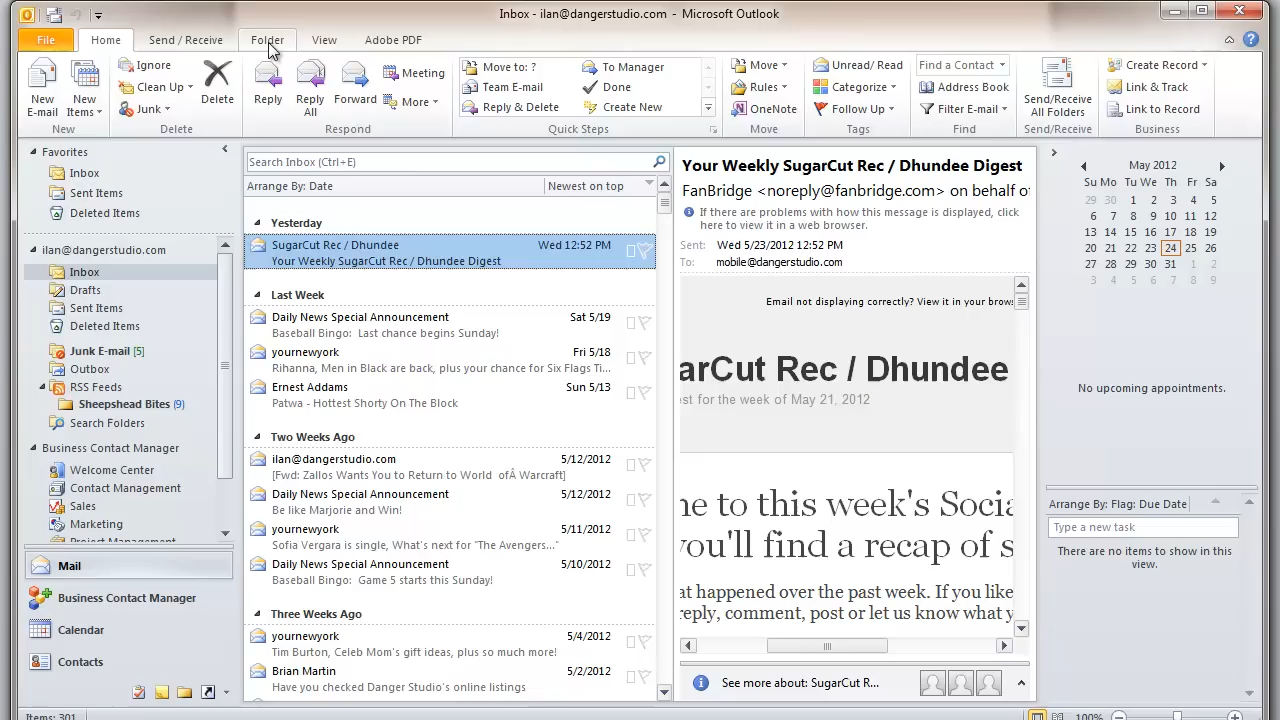 Inbox - ilan@dangerstudio.com - Microsoft Outlook
File Home Send / Receive Folder View Adobe PDF
New E-mail
New Items
New
Ignore
Clean Up
Junk
Delete
Delete
Reply
Reply All
Forward
Meeting
More
Respond
Move to: ?
Team E-mail
Reply & Delete
To Manager
Done
Create New
Quick Steps
Move
Rules
OneNote
Move
Unread/ Read
Categorize
Follow Up
Tags
Find a Contact
Address Book
Filter E-mail
Find
Send/Receive
All Folders
Send/Receive
Create Record
Link & Track
Link to Record
Business
Favorites
Inbox
Sent Items
Deleted Items
ilan@dangerstudio.com
Inbox
Drafts
Sent Items
Deleted Items
Junk E-mail [5]
Outbox
RSS Feeds
Sheepshead Bites (9)
Search Folders
Business Contact Manager
Welcome Center
Contact Management
Sales
Marketing
Project Management
Mail
Business Contact Manager
Calendar
Contacts
Items: 301
Search Inbox (Ctrl+E)
Arrange By: Date Newest on top
Yesterday
SugarCut Rec / Dhundee Wed 12:52 PM
Your Weekly SugarCut Rec / Dhundee Digest
Last Week
Daily News Special Announcement Sat 5/19
Baseball Bingo: Last chance begins Sunday!
yournewyork Fri 5/18
Rihanna, Men in Black are back, plus your chance for Six Flags Ti...
Ernest Addams Sun 5/13
Patwa - Hottest Shorty On The Block
Two Weeks Ago
ilan@dangerstudio.com 5/12/2012
[Fwd: Zallos Wants You to Return to World ofÂ Warcraft]
Daily News Special Announcement 5/12/2012
Be like Marjorie and Win!
yournewyork 5/11/2012
Sofia Vergara is single, What's next for "The Avengers..."
Daily News Special Announcement 5/10/2012
Baseball Bingo: Game 5 starts this Sunday!
Three Weeks Ago
yournewyork 5/4/2012
Tim Burton, Celeb Mom's gift ideas, plus so much more!
Brian Martin 5/2/2012
Have you checked Danger Studio's online listings
Your Weekly SugarCut Rec / Dhundee Digest
FanBridge <noreply@fanbridge.com> on behalf of
If there are problems with how this message is displayed, click
here to view it in a web browser.
Sent: Wed 5/23/2012 12:52 PM
To: mobile@dangerstudio.com
Email not displaying correctly? View it in your brows
arCut Rec / Dhundee
est for the week of May 21, 2012
ne to this week's Socia
you'll find a recap of s
at happened over the past week. If you like
reply, comment, post or let us know what y
See more about: SugarCut R...
May 2012
Su Mo Tu We Th Fr Sa
29 30 1 2 3 4 5
6 7 8 9 10 11 12
13 14 15 16 17 18 19
20 21 22 23 24 25 26
27 28 29 30 31 1 2
3 4 5 6 7 8 9
No upcoming appointments.
Arrange By: Flag: Due Date
Type a new task
There are no items to show in this
view.
100%